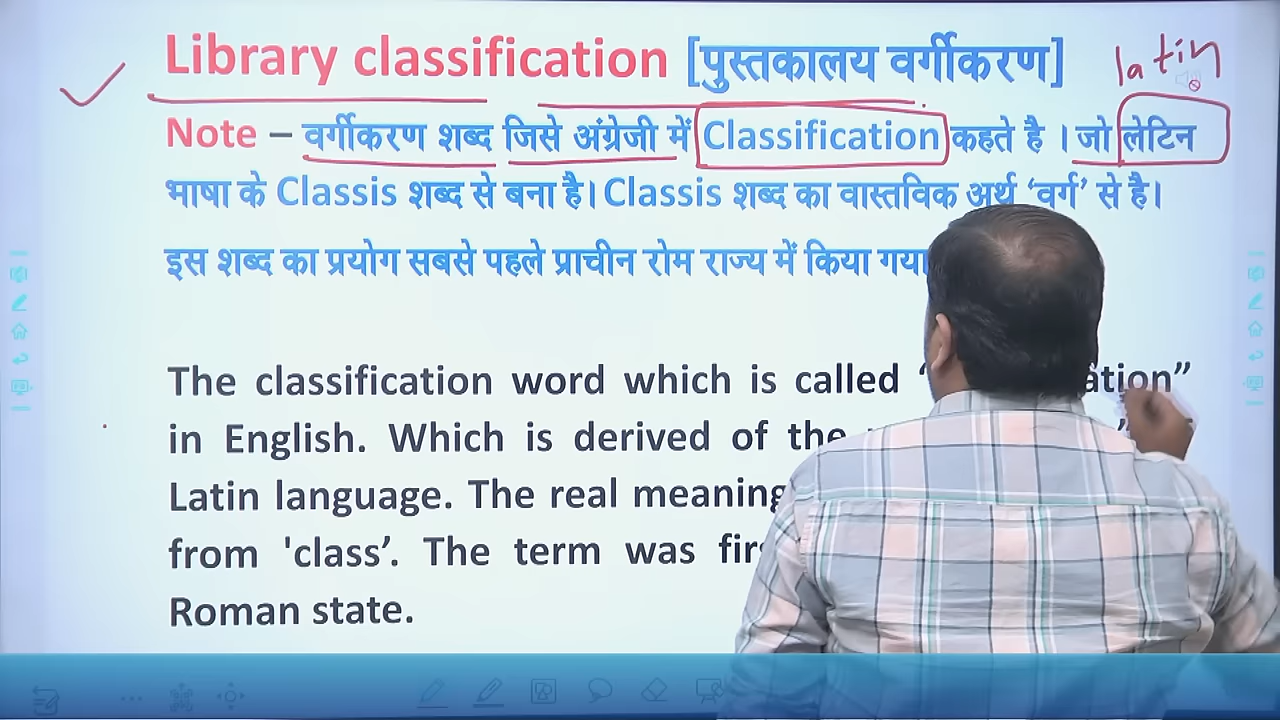 Library classification [पुस्तकालय वर्गीकरण]
latin
Note – वर्गीकरण शब्द जिसे अंग्रेजी में Classification कहते है । जो लेटिन
भाषा के Classis शब्द से बना है। Classis शब्द का वास्तविक अर्थ ‘वर्ग’ से है।
इस शब्द का प्रयोग सबसे पहले प्राचीन रोम राज्य में किया गया
The classification word which is called
in English. Which is derived of the
Latin language. The real meaning
from 'class’. The term was
Roman state.